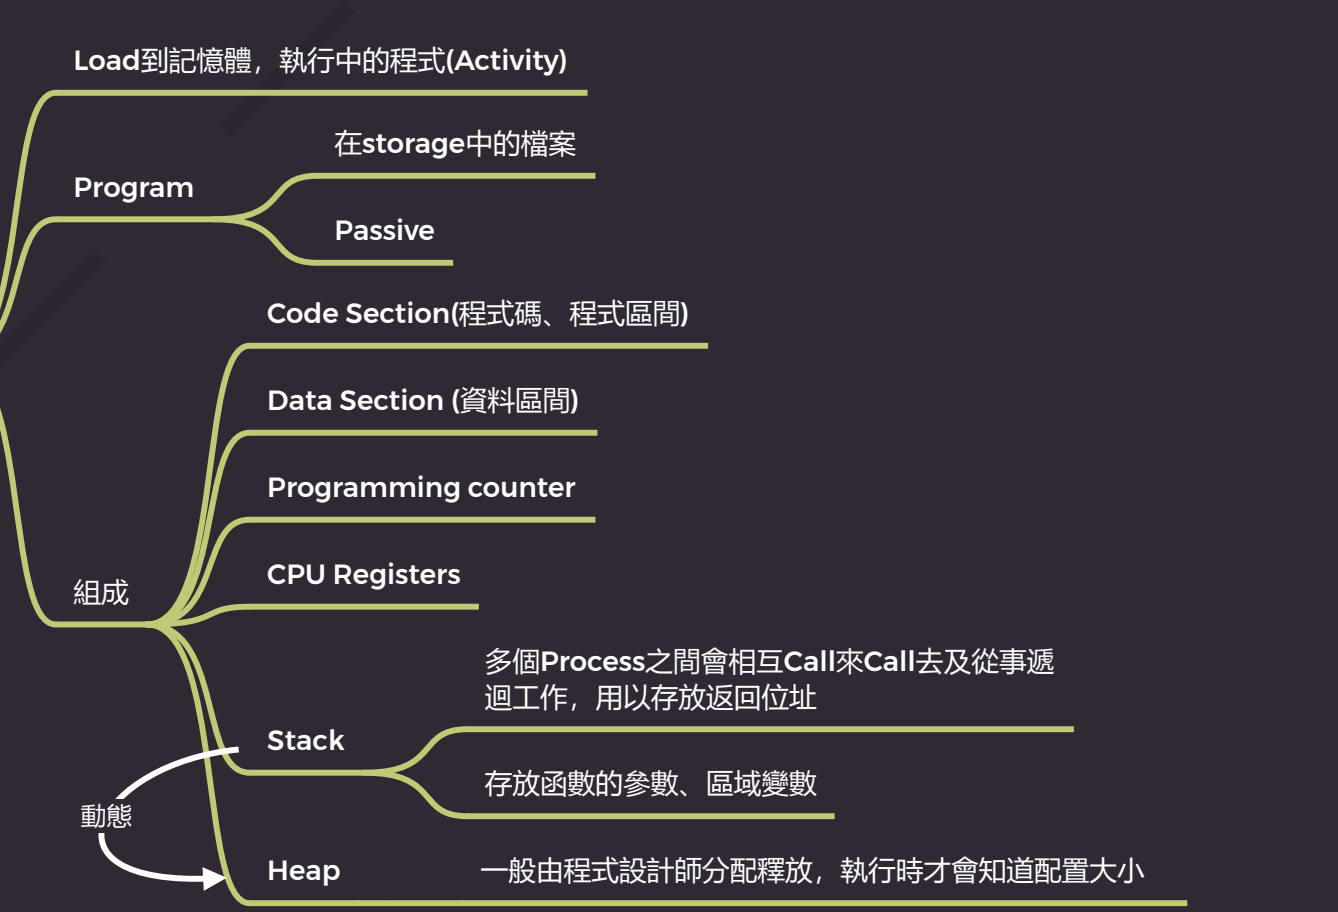 Load到記憶體，執行中的程式(Activity)
在storage中的檔案
Program
Passive
Code Section(程式碼、程式區間)
Data Section (資料區間)
Programming counter
CPU Registers
組成
多個Process之間會相互Call來Call去及從事遞
迴工作，用以存放返回位址
Stack
存放函數的參數、區域變數
動態
Heap
一般由程式設計師分配釋放，執行時才會知道配置大小